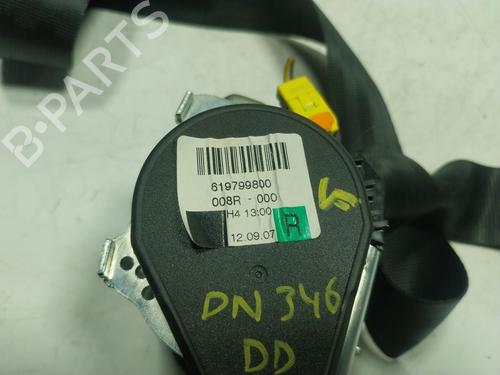 B-PARTS
619799800
008R - 000
H4 13:00
12.09.07
R
DN 346
DD